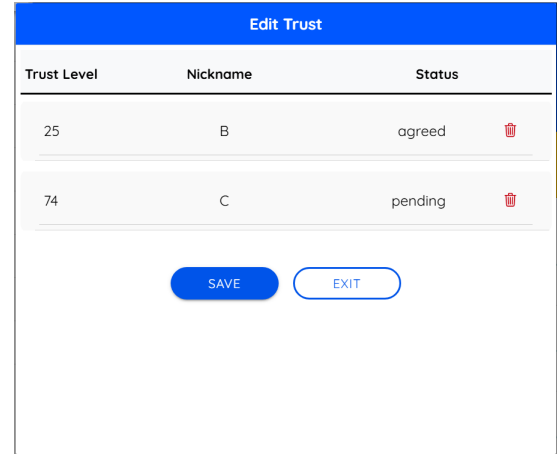 Edit Trust
Trust Level Nickname Status
25 B agreed
74 C pending
SAVE EXIT